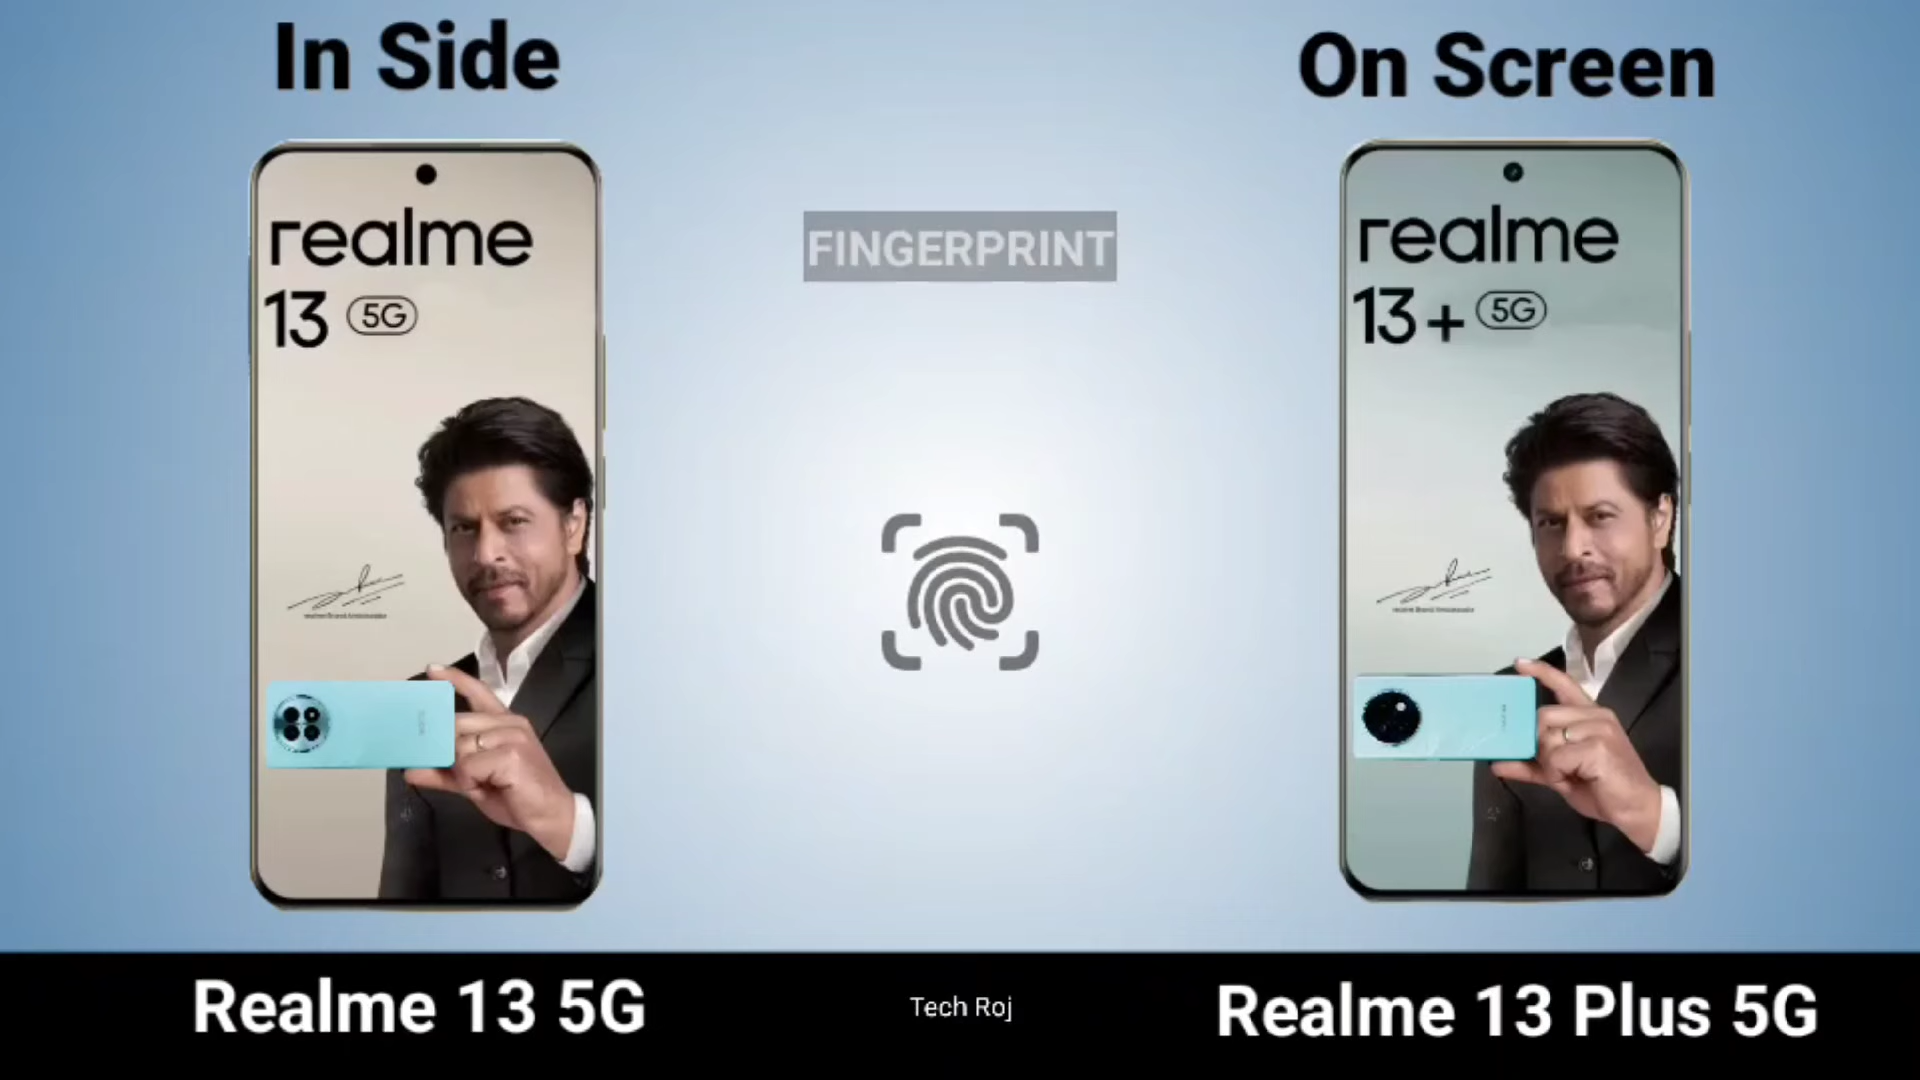 In Side
On Screen
realme
13 5G
FINGERPRINT
realme
13+ 5G
Realme 13 5G
Tech Roj
Realme 13 Plus 5G